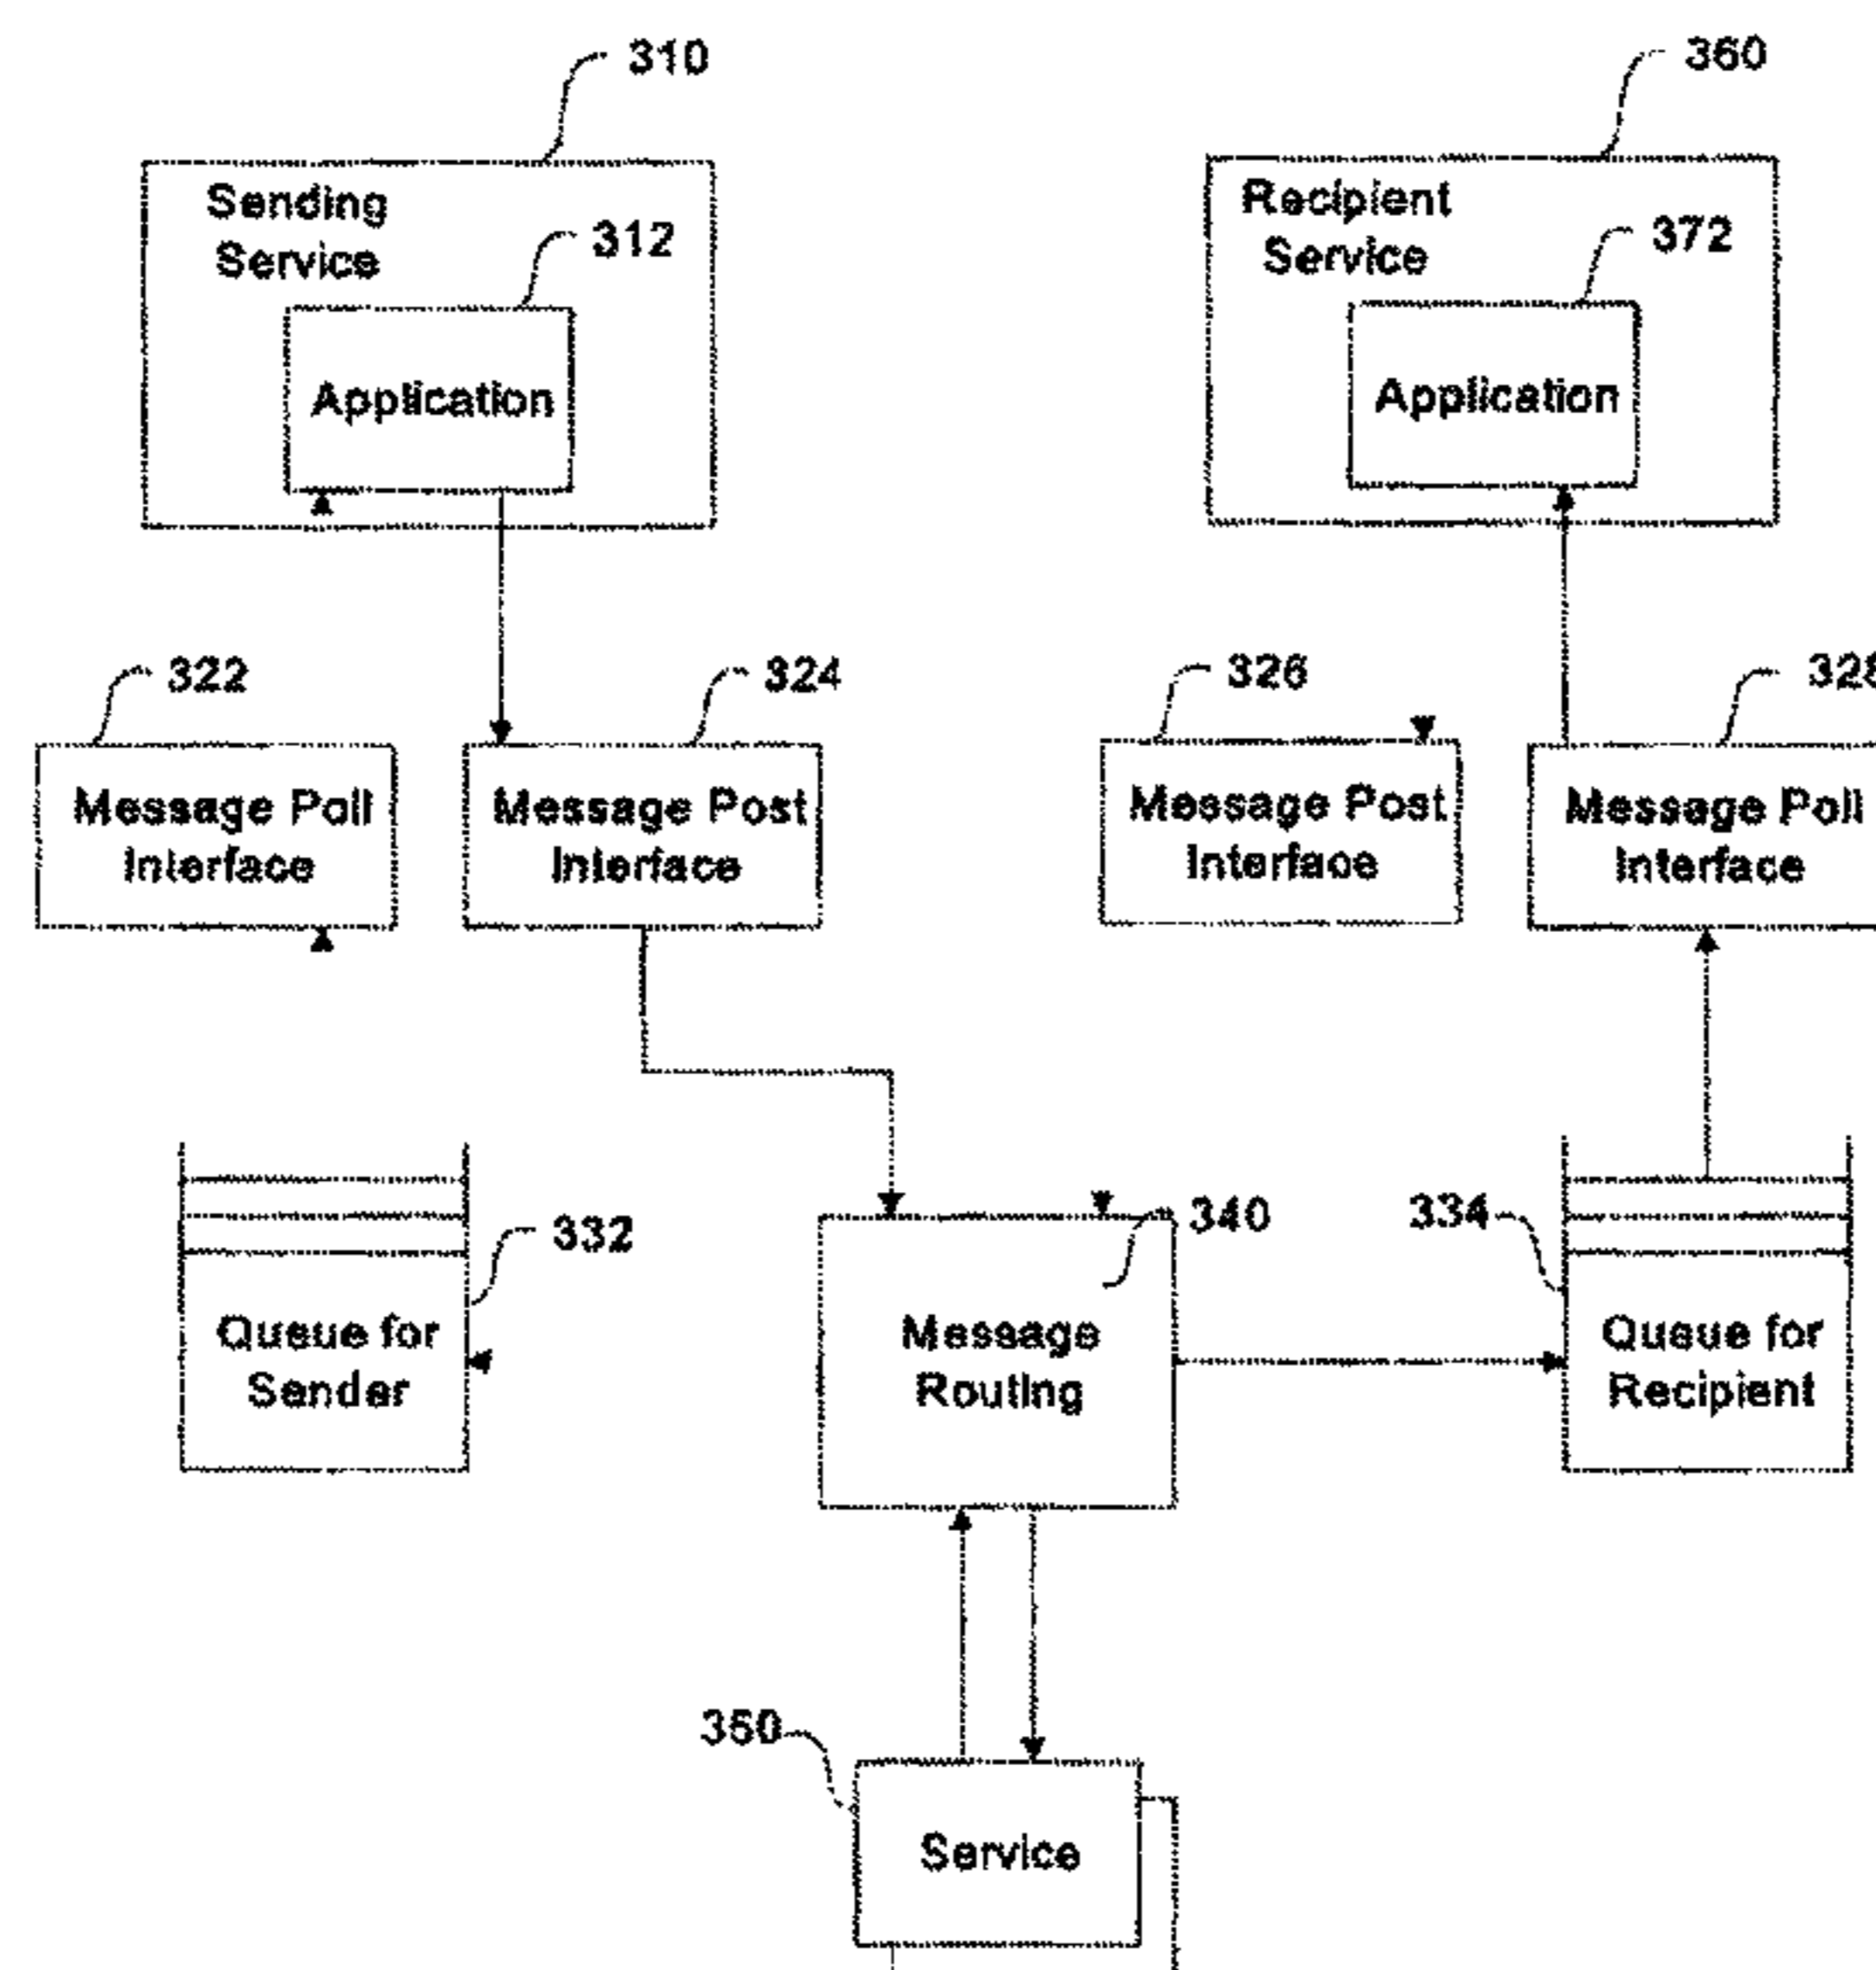 310
360
Sending
Service
312
Recipient
Service
372
Application
Application
322
324
326
328
Message Poll
Interface
Message Post
Interface
Message Post
Interface
Message Poll
Interface
332
340
334
Queue for
Sender
Message
Routing
Queue for
Recipient
350
Service